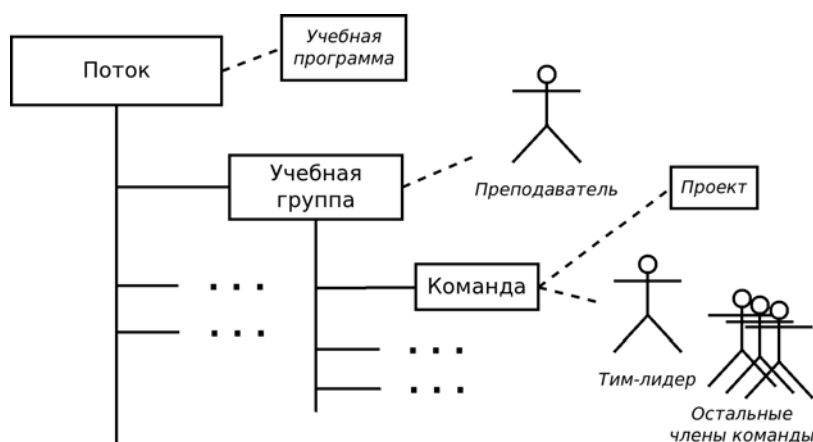 Учебная
программа
Поток
Учебная
группа
Преподаватель
Проект
Команда
Тим-лидер
Остальные
члены команды